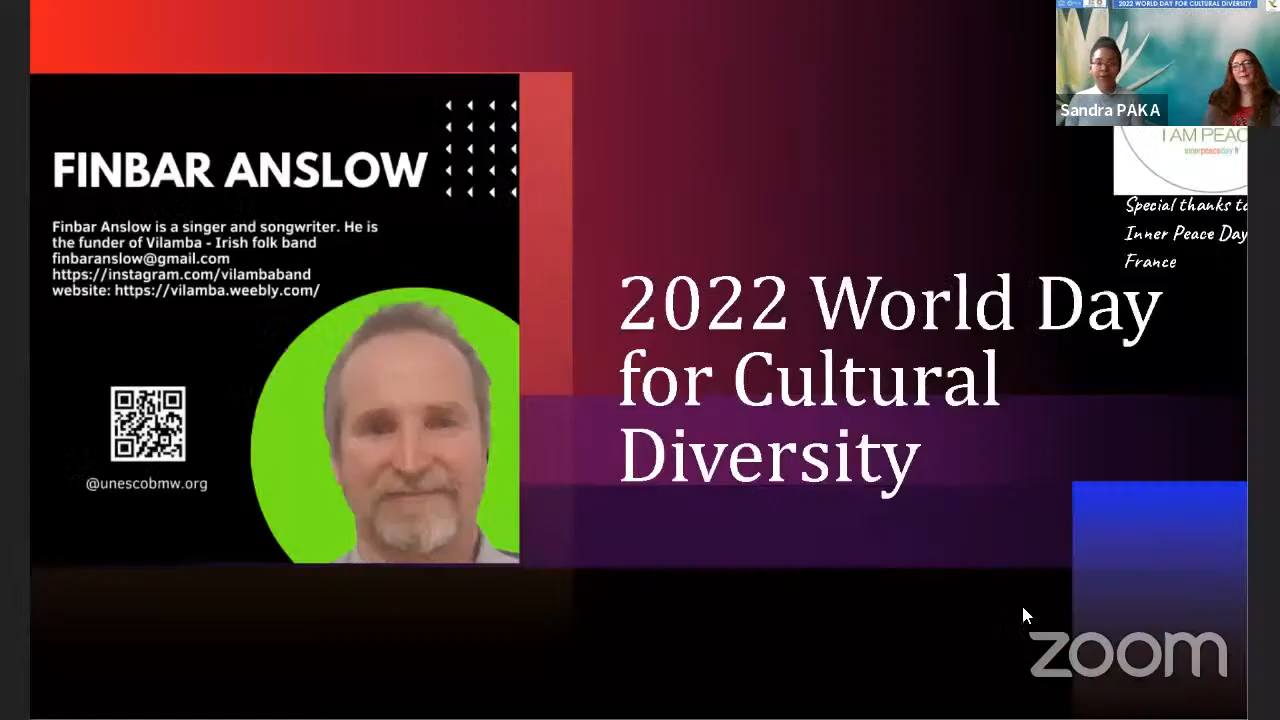 2022 WORLD DAY FOR CULTURAL DIVERSITY
Sandra PAKA
I AM PEAC
innerpeaceday.fr
Special thanks to
Inner Peace Day
France
FINBAR ANSLOW
Finbar Anslow is a singer and songwriter. He is
the funder of Vilamba - Irish folk band
finbaranslow@gmail.com
https://instagram.com/vilambaband
website: https://vilamba.weebly.com/
@unescobmw.org
2022 World Day
for Cultural
Diversity
zoom